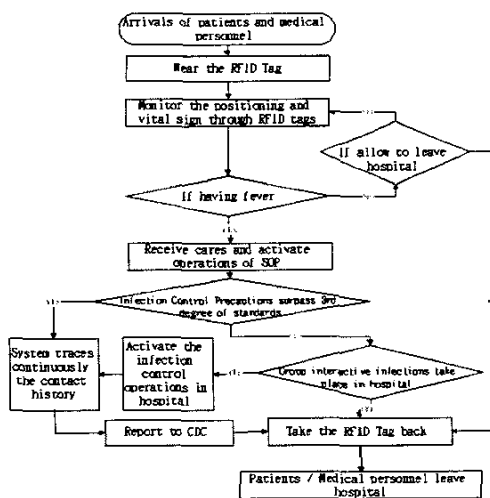 Arrivals of patients and medical
personnel
Wear the RFID Tag
Monitor the positioning and
vital sign through RFID tags
If allow to leave
hospital
If having fever
Receive cares and activate
operations of SOP
Infection Control Precautions surpass 3rd
degree of standards
System traces
continuously
the contact
history
Activate the
infection
control
operations in
hospital
Group interactive infections take
place in hospital
Report to CDC
Take the RFID Tag back
Patients / Medical personnel leave
hospital